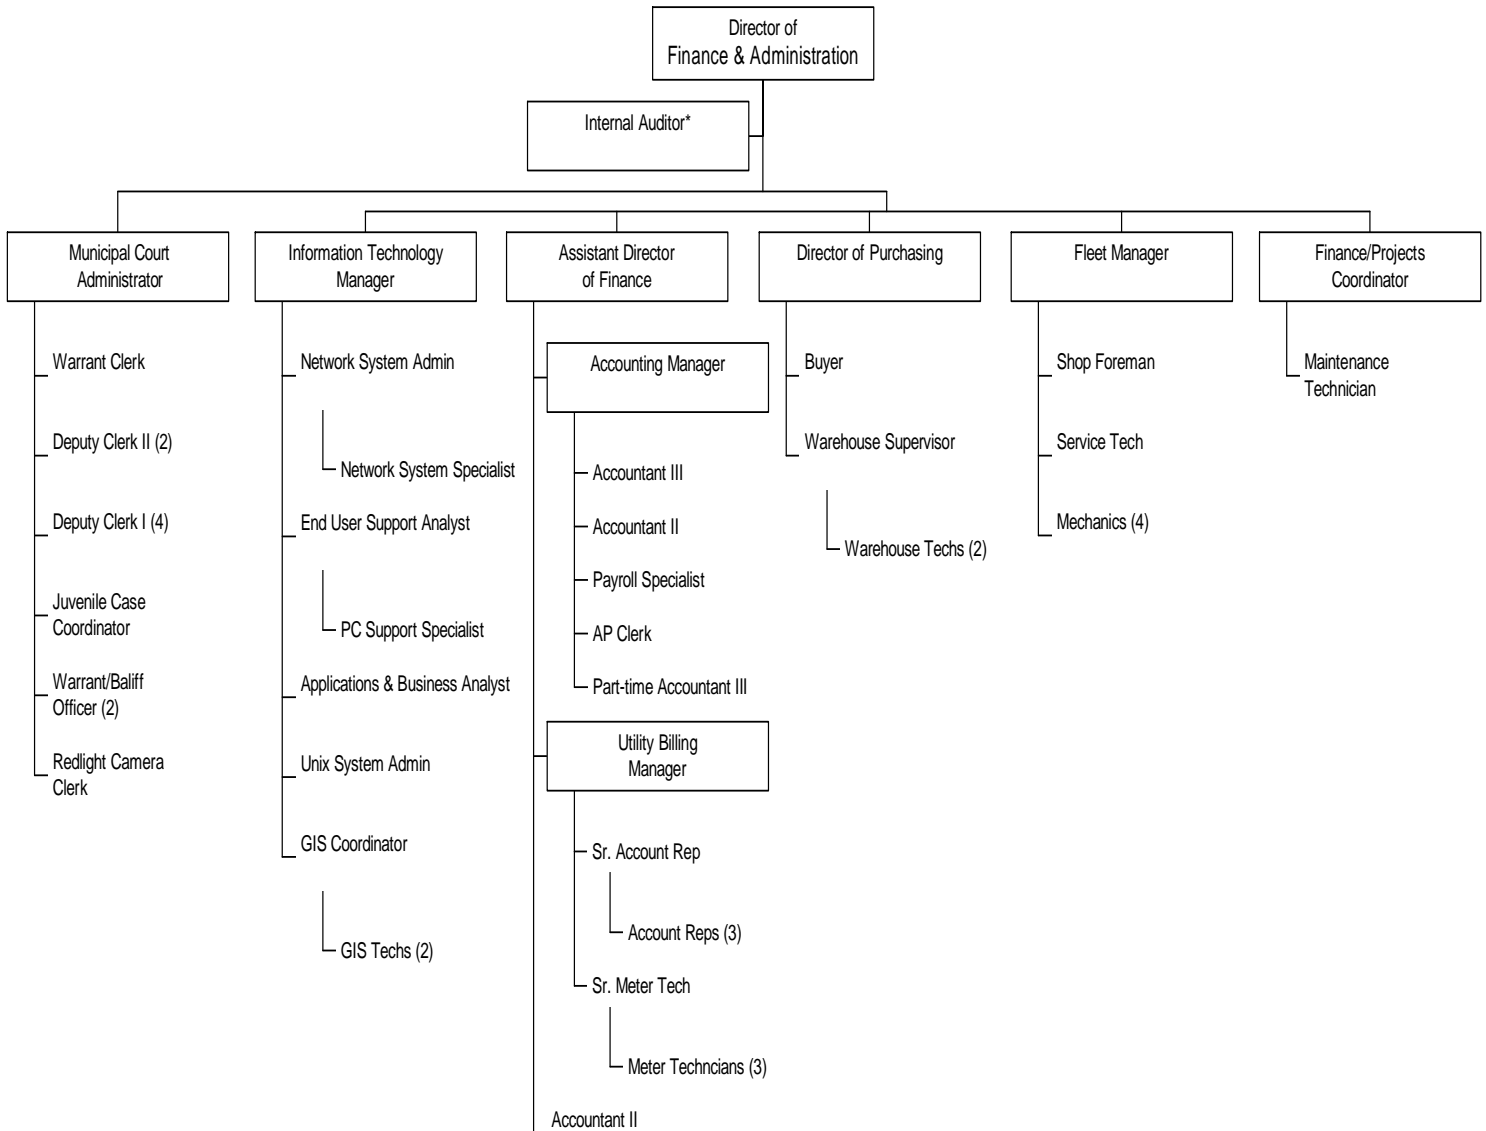 Director of
Finance & Administration
Internal Auditor*
Municipal Court
Administrator
Information Technology
Manager
Assistant Director
of Finance
Director of Purchasing
Fleet Manager
Finance/Projects
Coordinator
Warrant Clerk
Deputy Clerk II (2)
Deputy Clerk I (4)
Juvenile Case
Coordinator
Warrant/Baliff
Officer (2)
Redlight Camera
Clerk
Network System Admin
Network System Specialist
End User Support Analyst
PC Support Specialist
Applications & Business Analyst
Unix System Admin
GIS Coordinator
GIS Techs (2)
Accounting Manager
Accountant III
Accountant II
Payroll Specialist
AP Clerk
Part-time Accountant III
Utility Billing
Manager
Sr. Account Rep
Account Reps (3)
Sr. Meter Tech
Meter Techncians (3)
Accountant II
Buyer
Warehouse Supervisor
Warehouse Techs (2)
Shop Foreman
Service Tech
Mechanics (4)
Maintenance
Technician